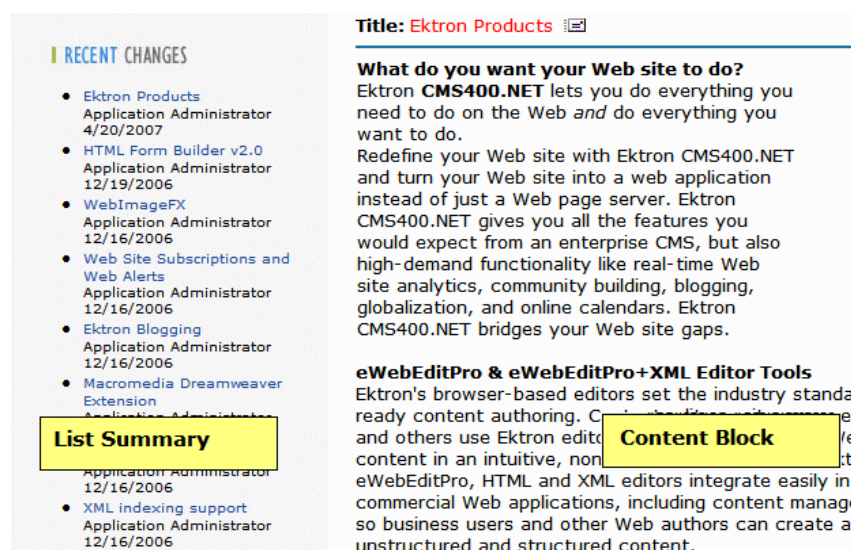 RECENT CHANGES
Ektron Products
Application Administrator
4/20/2007
HTML Form Builder v2.0
Application Administrator
12/19/2006
WebImageFX
Application Administrator
12/16/2006
Web Site Subscriptions and
Web Alerts
Application Administrator
12/16/2006
Ektron Blogging
Application Administrator
12/16/2006
Macromedia Dreamweaver
Extension
Application Administrator
List Summary
Application Administrator
12/16/2006
XML indexing support
Application Administrator
12/16/2006
Title: Ektron Products
What do you want your Web site to do?
Ektron CMS400.NET lets you do everything you
need to do on the Web and do everything you
want to do.
Redefine your Web site with Ektron CMS400.NET
and turn your Web site into a web application
instead of just a Web page server. Ektron
CMS400.NET gives you all the features you
would expect from an enterprise CMS, but also
high-demand functionality like real-time Web
site analytics, community building, blogging,
globalization, and online calendars. Ektron
CMS400.NET bridges your Web site gaps.
eWebEditPro & eWebEditPro+XML Editor Tools
Ektron's browser-based editors set the industry standa
ready content authoring.
and others use Ektron edito
Content Block
content in an intuitive, non
eWebEditPro, HTML and XML editors integrate easily in
commercial Web applications, including content manage
so business users and other Web authors can create a
unstructured and structured content.